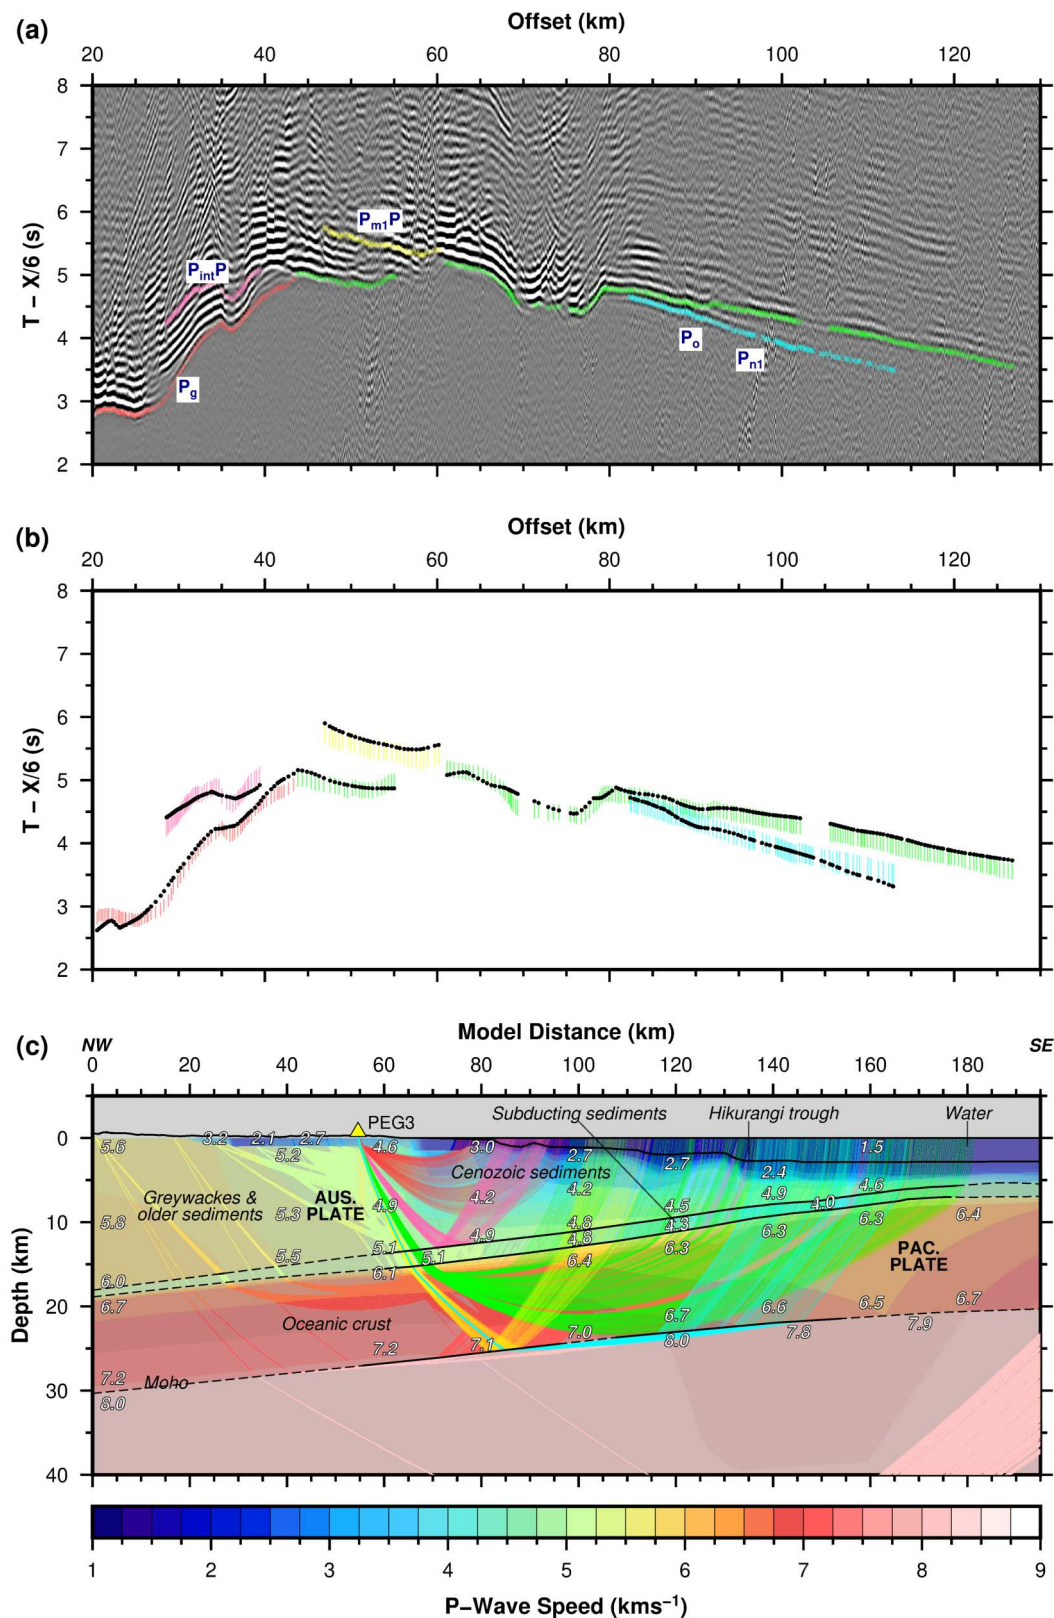 (a)
Offset (km)
20 40 60 80 100 120
8
7
6
5
4
3
2
T − X/6 (s)
Pm1P
PintP
Po
Pn1
Pg
(b)
Offset (km)
20 40 60 80 100 120
8
7
6
5
4
3
2
T − X/6 (s)
(c)
Model Distance (km)
NW SE
0 20 40 60 80 100 120 140 160 180
PEG3 Subducting sediments Hikurangi trough Water
0
10
20
30
40
Depth (km)
5.6 3.2 2.1 2.7 4.6 3.0 1.5
5.2 2.7 2.7 2.4
Cenozoic sediments
Greywackes &
older sediments
AUS.
PLATE
4.9 4.2 4.2 4.5 4.9 4.6
5.8 5.3 4.9 4.8 4.3 4.0
5.5 5.1 5.1 4.8 6.3 6.3 6.3 6.4
6.0 6.1 6.4
PAC.
PLATE
6.7 6.7 6.6 6.5 6.7
Oceanic crust
7.2 7.1 7.0 8.0 7.8 7.9
7.2
Moho
8.0
1 2 3 4 5 6 7 8 9
P−Wave Speed (kms⁻¹)